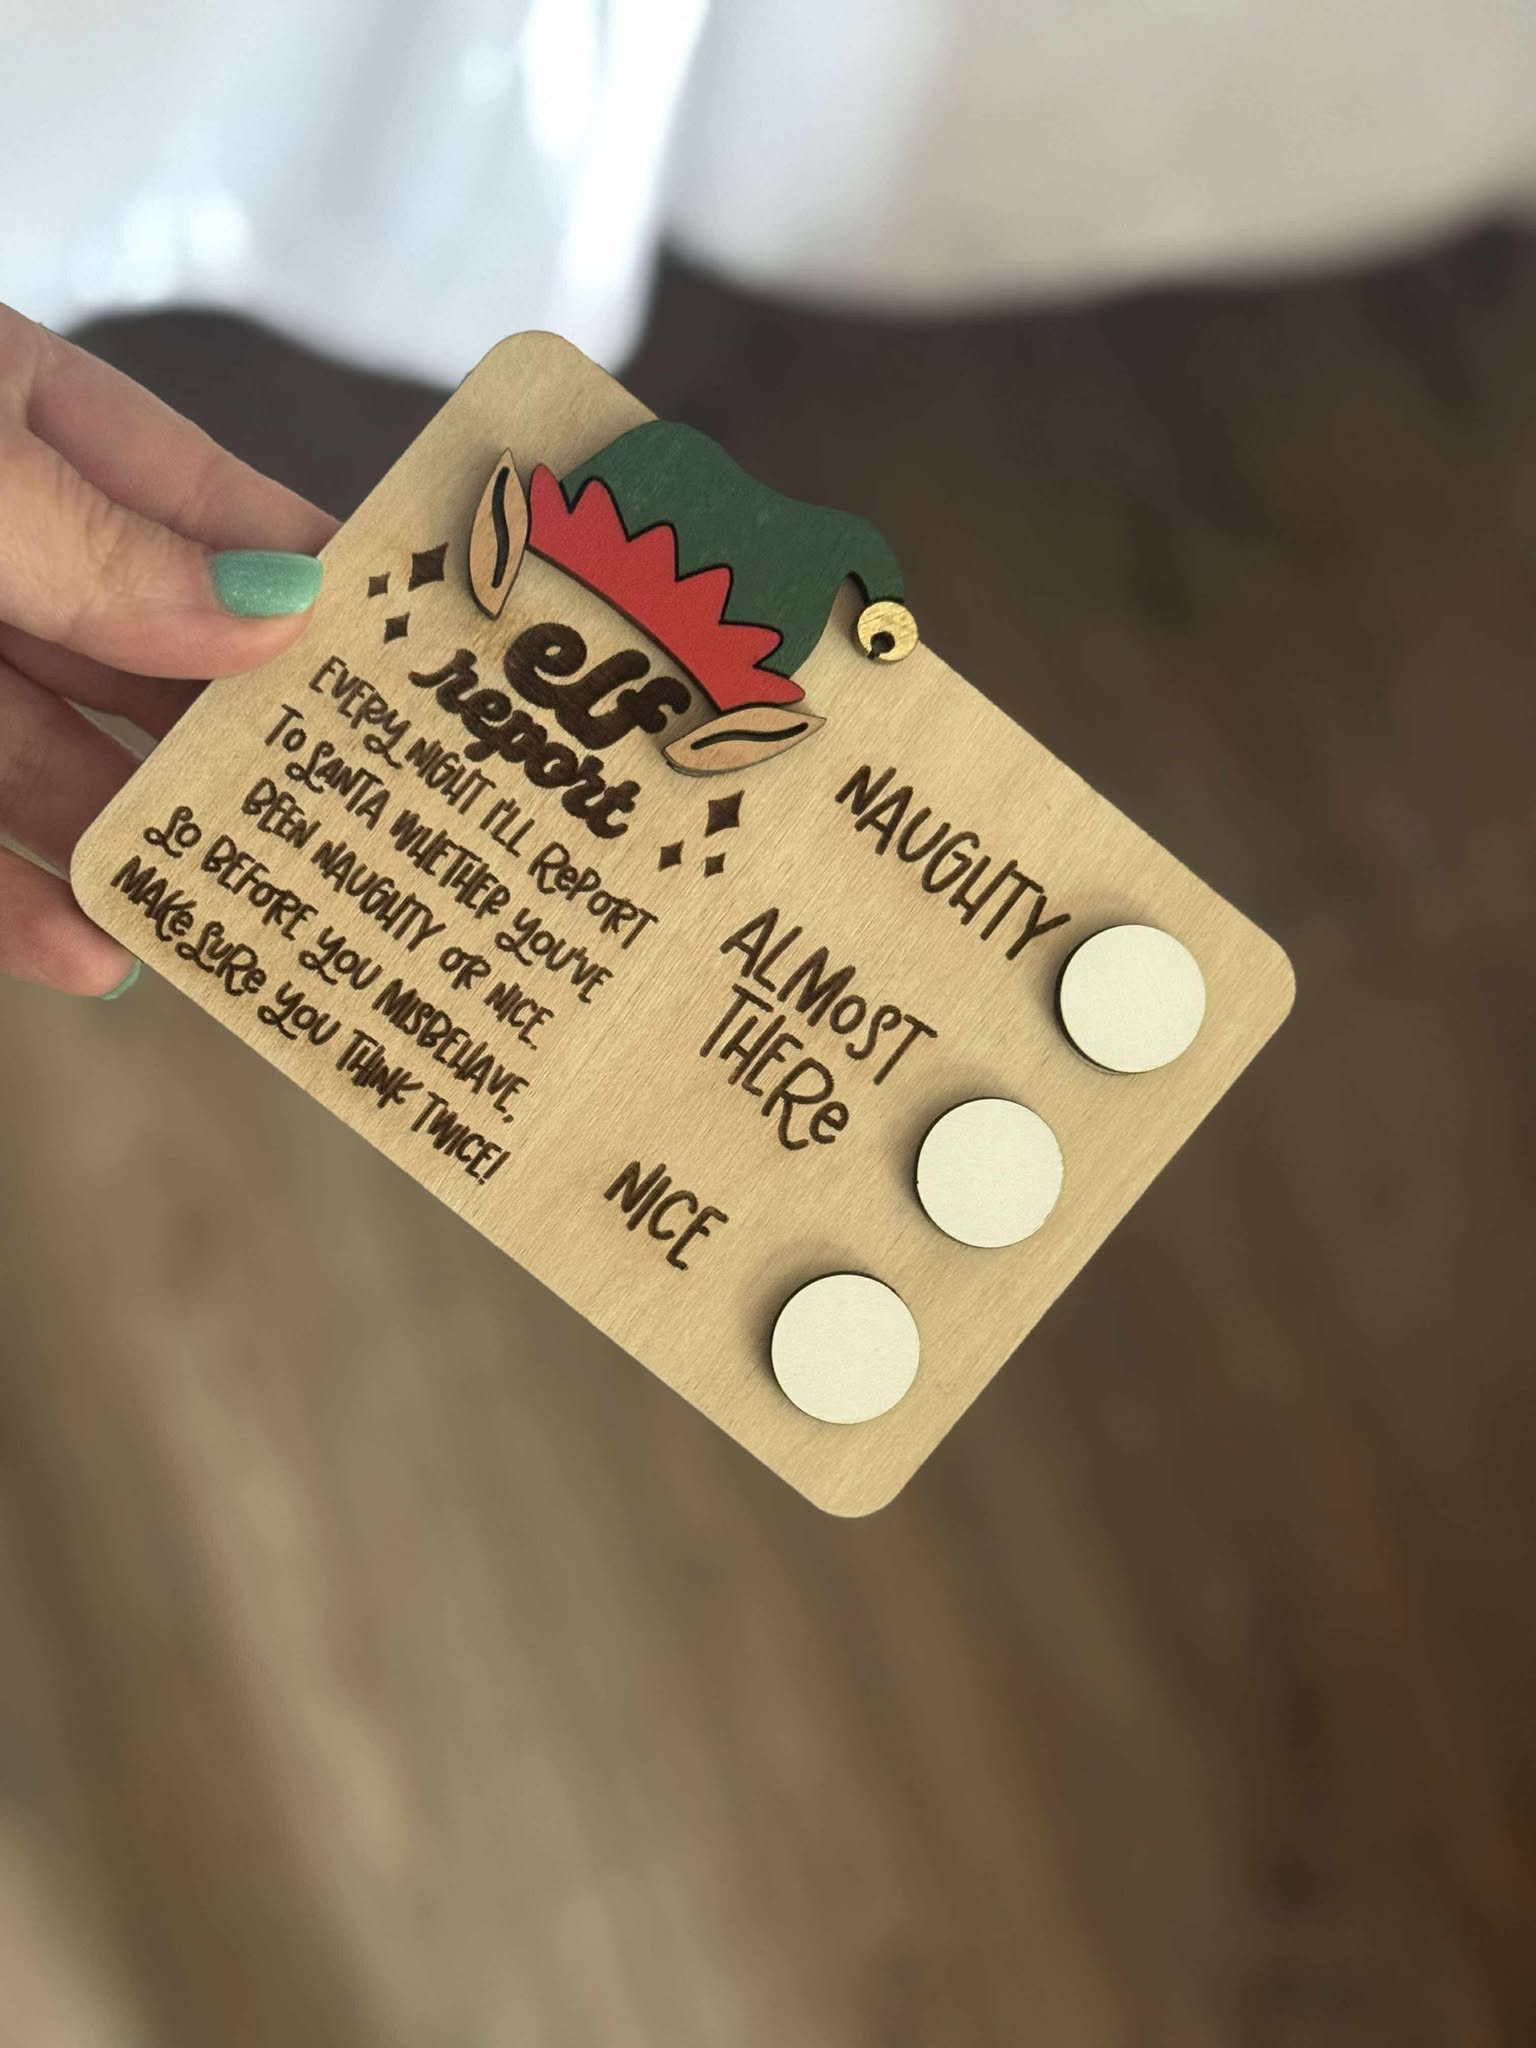 elf
report
EVERY NIGHT I'LL REPORT
TO SANTA WHETHER YOU'VE
BEEN NAUGHTY OR NICE.
SO BEFORE YOU MISBEHAVE,
MAKE SURE YOU THINK TWICE!
NAUGHTY
ALMOST
THERE
NICE